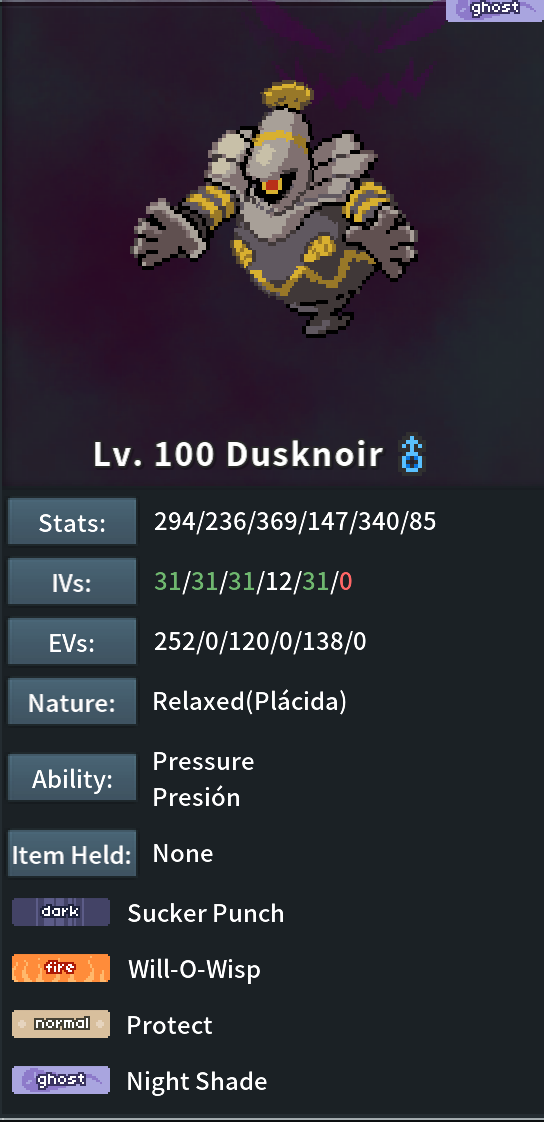 ghost
Lv. 100 Dusknoir
Stats: 294/236/369/147/340/85
IVs: 31/31/31/12/31/0
EVs: 252/0/120/0/138/0
Nature: Relaxed(Plácida)
Ability: Pressure
Presión
Item Held: None
dark Sucker Punch
fire Will-O-Wisp
normal Protect
ghost Night Shade